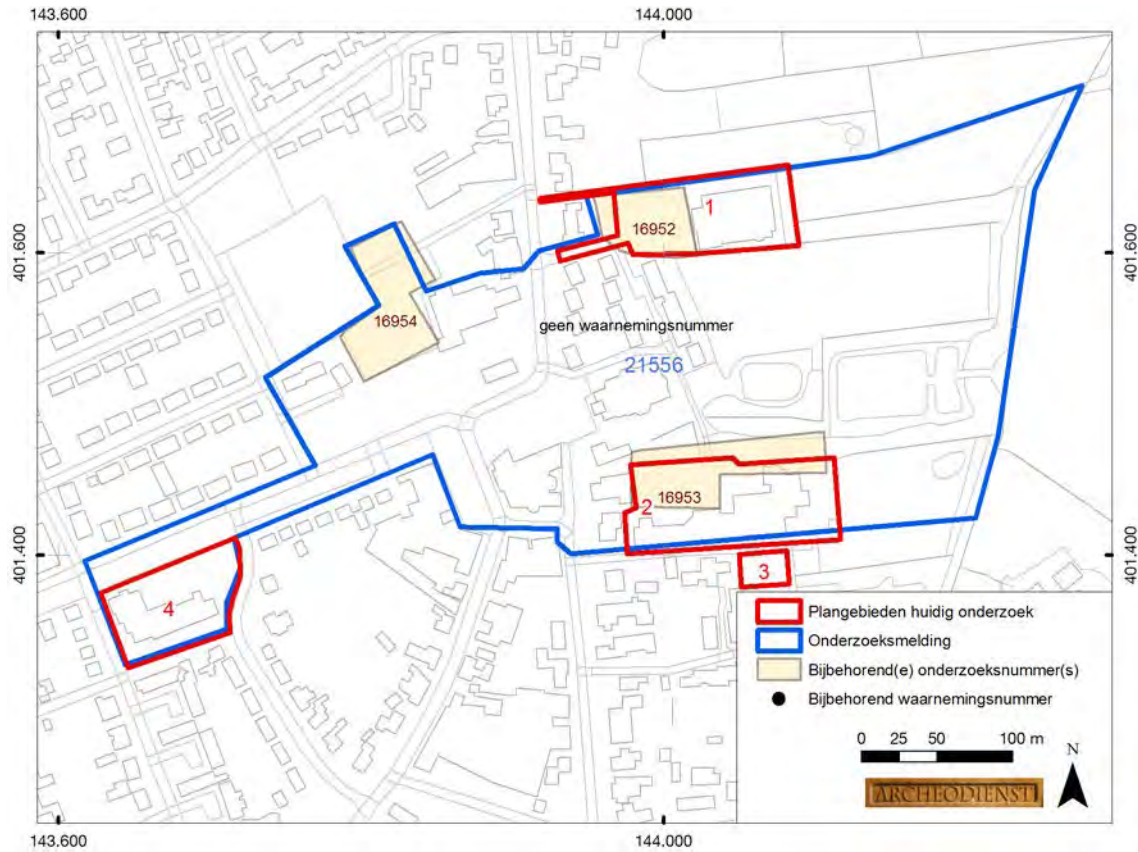 143.600
144.000
401.600
401.600
1
16952
16954
geen waarnemingsnummer
21556
2
16953
401.400
401.400
3
4
Plangebieden huidig onderzoek
Onderzoeksmelding
Bijbehorend(e) onderzoeksnummer(s)
Bijbehorend waarnemingsnummer
0 25 50 100 m
N
ARCHEODIENST
143.600
144.000